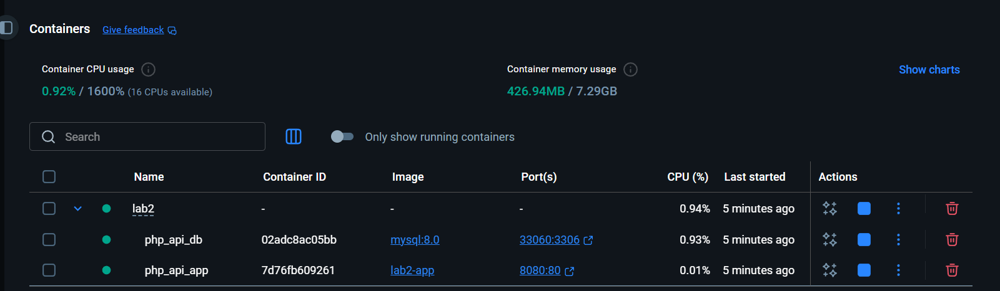 Containers Give feedback
Container CPU usage Container memory usage Show charts
0.92% / 1600% (16 CPUs available) 426.94MB / 7.29GB
Search Only show running containers
Name Container ID Image Port(s) CPU (%) Last started Actions
lab2 - - - 0.94% 5 minutes ago
php_api_db 02adc8ac05bb mysql:8.0 33060:3306 0.93% 5 minutes ago
php_api_app 7d76fb609261 lab2-app 8080:80 0.01% 5 minutes ago